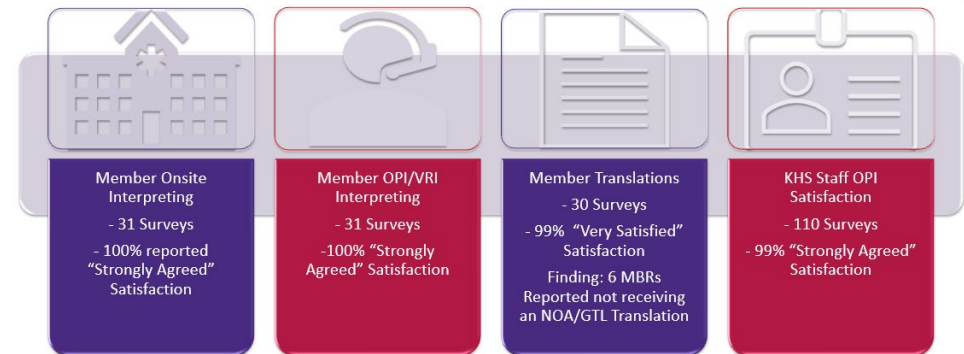 Member Onsite
Interpreting
- 31 Surveys
- 100% reported
“Strongly Agreed”
Satisfaction
Member OPI/VRI
Interpreting
- 31 Surveys
-100% “Strongly
Agreed” Satisfaction
Member Translations
- 30 Surveys
- 99%  “Very Satisfied”
Satisfaction
Finding: 6 MBRs
Reported not receiving
an NOA/GTL Translation
KHS Staff OPI
Satisfaction
- 110 Surveys
- 99% “Strongly Agreed”
Satisfaction